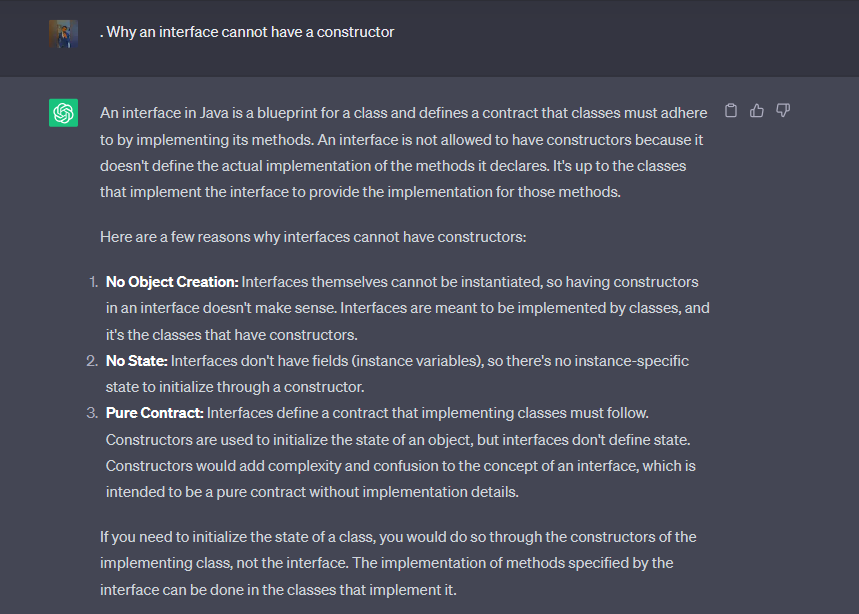 . Why an interface cannot have a constructor
An interface in Java is a blueprint for a class and defines a contract that classes must adhere
to by implementing its methods. An interface is not allowed to have constructors because it
doesn't define the actual implementation of the methods it declares. It's up to the classes
that implement the interface to provide the implementation for those methods.
Here are a few reasons why interfaces cannot have constructors:
1. No Object Creation: Interfaces themselves cannot be instantiated, so having constructors
in an interface doesn't make sense. Interfaces are meant to be implemented by classes, and
it's the classes that have constructors.
2. No State: Interfaces don't have fields (instance variables), so there's no instance-specific
state to initialize through a constructor.
3. Pure Contract: Interfaces define a contract that implementing classes must follow.
Constructors are used to initialize the state of an object, but interfaces don't define state.
Constructors would add complexity and confusion to the concept of an interface, which is
intended to be a pure contract without implementation details.
If you need to initialize the state of a class, you would do so through the constructors of the
implementing class, not the interface. The implementation of methods specified by the
interface can be done in the classes that implement it.